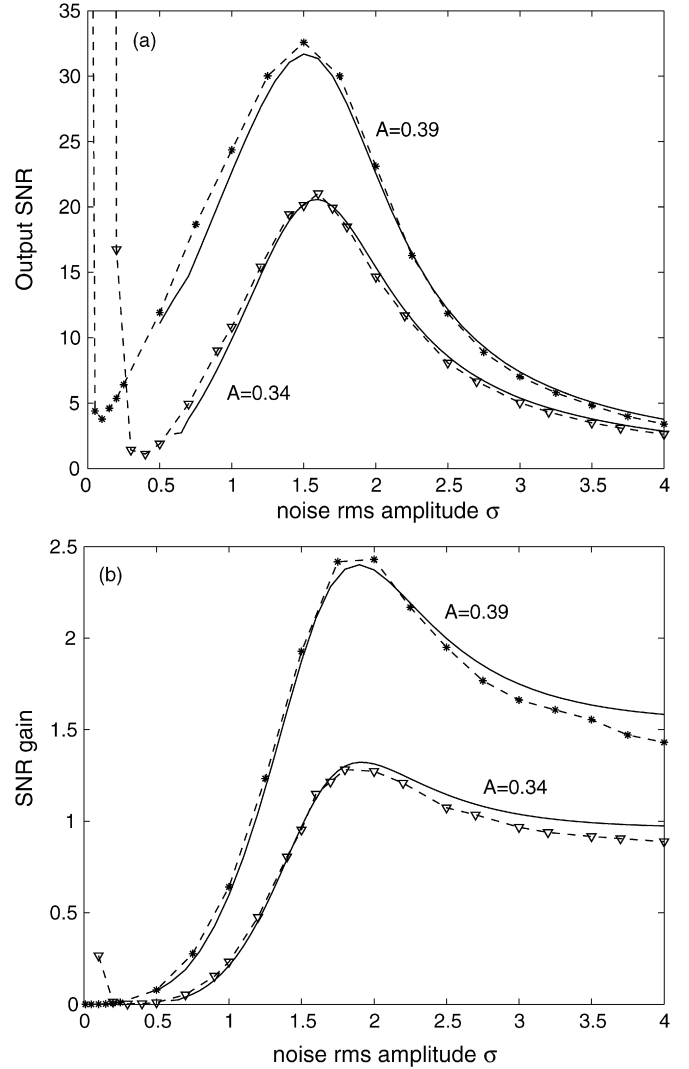 35
(a)
30
A=0.39
25
Output SNR
20
15
10
A=0.34
5
0
0 0.5 1 1.5 2 2.5 3 3.5 4
noise rms amplitude σ
2.5
(b)
2
A=0.39
1.5
SNR gain
A=0.34
1
0.5
0
0 0.5 1 1.5 2 2.5 3 3.5 4
noise rms amplitude σ